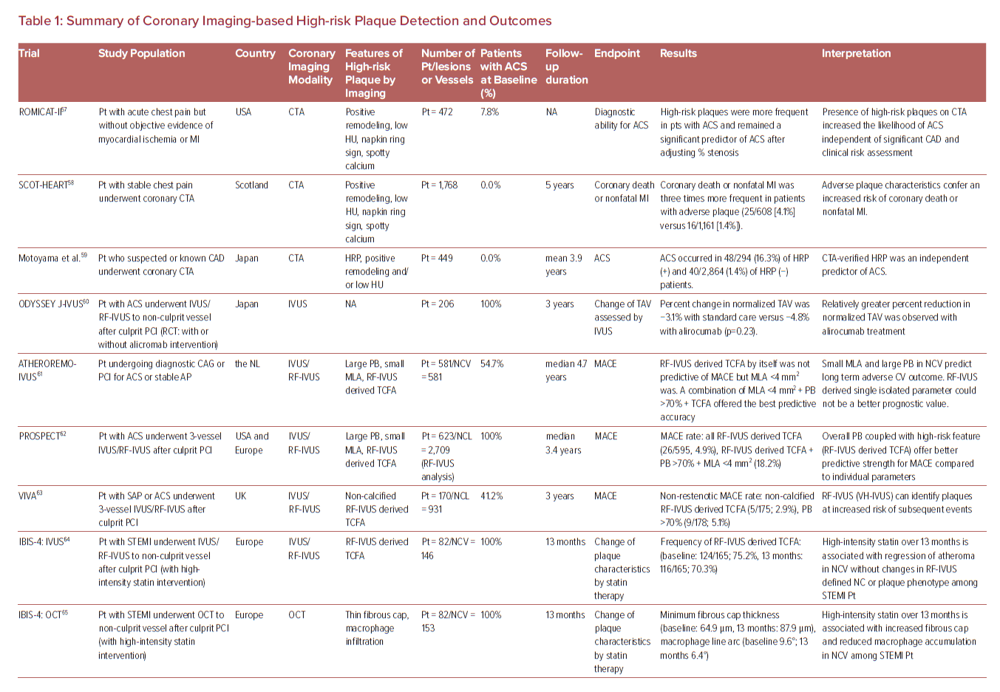 Table 1: Summary of Coronary Imaging-based High-risk Plaque Detection and Outcomes
Trial
Study Population
Country
Coronary
Imaging
Modality
Features of
High-risk
Plaque by
Imaging
Number of
Pt/lesions
or Vessels
Patients
with ACS
at Baseline
(%)
Follow-
up
duration
Endpoint
Results
Interpretation
ROMICAT-II57
Pt with acute chest pain but
without objective evidence of
myocardial ischemia or MI
USA
CTA
Positive
remodeling, low
HU, napkin ring
sign, spotty
calcium
Pt = 472
7.8%
NA
Diagnostic
ability for ACS
High-risk plaques were more frequent
in pts with ACS and remained a
significant predictor of ACS after
adjusting % stenosis
Presence of high-risk plaques on CTA
increased the likelihood of ACS
independent of significant CAD and
clinical risk assessment
SCOT-HEART58
Pt with stable chest pain
underwent coronary CTA
Scotland
CTA
Positive
remodeling, low
HU, napkin ring
sign, spotty
calcium
Pt = 1,768
0.0%
5 years
Coronary death
or nonfatal MI
Coronary death or nonfatal MI was
three times more frequent in patients
with adverse plaque (25/608 [4.1%]
versus 16/1,161 [1.4%]).
Adverse plaque characteristics confer an
increased risk of coronary death or
nonfatal MI.
Motoyama et al.59
Pt who suspected or known CAD
underwent coronary CTA
Japan
CTA
HRP, positive
remodeling and/
or low HU
Pt = 449
0.0%
mean 3.9
years
ACS
ACS occurred in 48/294 (16.3%) of HRP
(+) and 40/2,864 (1.4%) of HRP (−)
patients.
CTA-verified HRP was an independent
predictor of ACS.
ODYSSEY J-IVUS60
Pt with ACS underwent IVUS/
RF-IVUS to non-culprit vessel
after culprit PCI (RCT: with or
without alicromab intervention)
Japan
IVUS
NA
Pt = 206
100%
3 years
Change of TAV
assessed by
IVUS
Percent change in normalized TAV was
−3.1% with standard care versus −4.8%
with alirocumab (p=0.23).
Relatively greater percent reduction in
normalized TAV was observed with
alirocumab treatment
ATHEROREMO-
IVUS61
Pt undergoing diagnostic CAG or
PCI for ACS or stable AP
the NL
IVUS/
RF-IVUS
Large PB, small
MLA, RF-IVUS
derived TCFA
Pt = 581/NCV
= 581
54.7%
median 4.7
years
MACE
RF-IVUS derived TCFA by itself was not
predictive of MACE but MLA <4 mm2
was. A combination of MLA <4 mm2 + PB
>70% + TCFA offered the best predictive
accuracy
Small MLA and large PB in NCV predict
long term adverse CV outcome. RF-IVUS
derived single isolated parameter could
not be a better prognostic value.
PROSPECT62
Pt with ACS underwent 3-vessel
IVUS/RF-IVUS after culprit PCI
USA and
Europe
IVUS/
RF-IVUS
Large PB, small
MLA, RF-IVUS
derived TCFA
Pt = 623/NCL
= 2,709
(RF-IVUS
analysis)
100%
median
3.4 years
MACE
MACE rate: all RF-IVUS derived TCFA
(26/595, 4.9%), RF-IVUS derived TCFA +
PB >70% + MLA <4 mm2 (18.2%)
Overall PB coupled with high-risk feature
(RF-IVUS derived TCFA) offer better
predictive strength for MACE compared
to individual parameters
VIVA63
Pt with SAP or ACS underwent
3-vessel IVUS/RF-IVUS after
culprit PCI
UK
IVUS/
RF-IVUS
Non-calcified
RF-IVUS derived
TCFA
Pt = 170/NCL
= 931
41.2%
3 years
MACE
Non-restenotic MACE rate: non-calcified
RF-IVUS derived TCFA (5/175; 2.9%), PB
>70% (9/178; 5.1%)
RF-IVUS (VH-IVUS) can identify plaques
at increased risk of subsequent events
IBIS-4: IVUS64
Pt with STEMI underwent IVUS/
RF-IVUS to non-culprit vessel
after culprit PCI (with high-
intensity statin intervention)
Europe
IVUS/
RF-IVUS
RF-IVUS derived
TCFA
Pt = 82/NCV =
146
100%
13 months
Change of
plaque
characteristics
by statin
therapy
Frequency of RF-IVUS derived TCFA:
(baseline: 124/165; 75.2%, 13 months:
116/165; 70.3%)
High-intensity statin over 13 months is
associated with regression of atheroma
in NCV without changes in RF-IVUS
defined NC or plaque phenotype among
STEMI Pt
IBIS-4: OCT65
Pt with STEMI underwent OCT to
non-culprit vessel after culprit PCI
(with high-intensity statin
intervention)
Europe
OCT
Thin fibrous cap,
macrophage
infiltration
Pt = 82/NCV =
153
100%
13 months
Change of
plaque
characteristics
by statin
therapy
Minimum fibrous cap thickness
(baseline: 64.9 μm, 13 months: 87.9 μm),
macrophage line arc (baseline 9.6°; 13
months 6.4°)
High-intensity statin over 13 months is
associated with increased fibrous cap
and reduced macrophage accumulation
in NCV among STEMI Pt